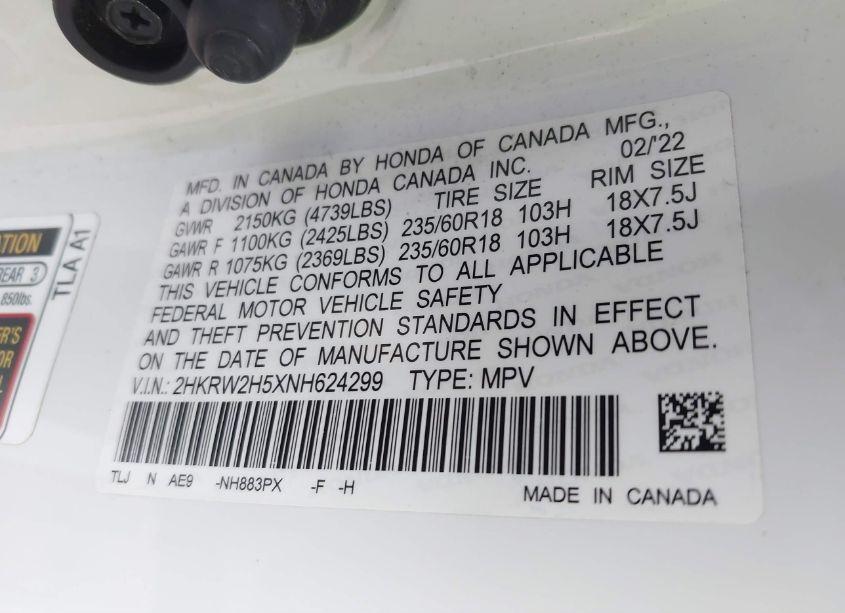 MFD. IN CANADA BY HONDA OF CANADA MFG.,
A DIVISION OF HONDA CANADA INC. 02/'22
GVWR 2150KG (4739LBS) TIRE SIZE RIM SIZE
GAWR F 1100KG (2425LBS) 235/60R18 103H 18X7.5J
GAWR R 1075KG (2369LBS) 235/60R18 103H 18X7.5J
THIS VEHICLE CONFORMS TO ALL APPLICABLE
FEDERAL MOTOR VEHICLE SAFETY
AND THEFT PREVENTION STANDARDS IN EFFECT
ON THE DATE OF MANUFACTURE SHOWN ABOVE.
V.I.N.: 2HKRW2H5XNH624299 TYPE: MPV
TLJ N AE9 -NH883PX -F -H
MADE IN CANADA
TLA A1
REAR 3
850lbs.